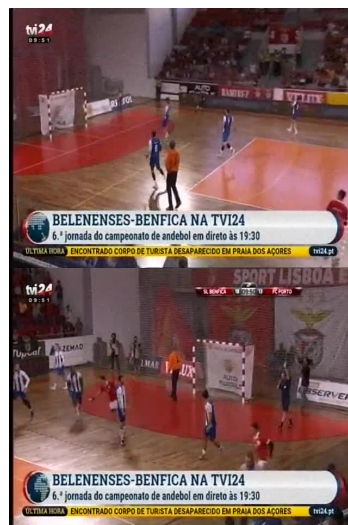 tvi24
09:51
AUTO
VELUX
BELENENSES-BENFICA NA TVI24
6.ª jornada do campeonato de andebol em direto às 19:30
ÚLTIMA HORA ENCONTRADO CORPO DE TURISTA DESAPARECIDO EM PRAIA DOS AÇORES tvi24.pt
SPORT LISBOA E
tvi24
09:51
SL BENFICA FC PORTO
ZEMAD
BELENENSES-BENFICA NA TVI24
6.ª jornada do campeonato de andebol em direto às 19:30
ÚLTIMA HORA ENCONTRADO CORPO DE TURISTA DESAPARECIDO EM PRAIA DOS AÇORES tvi24.pt